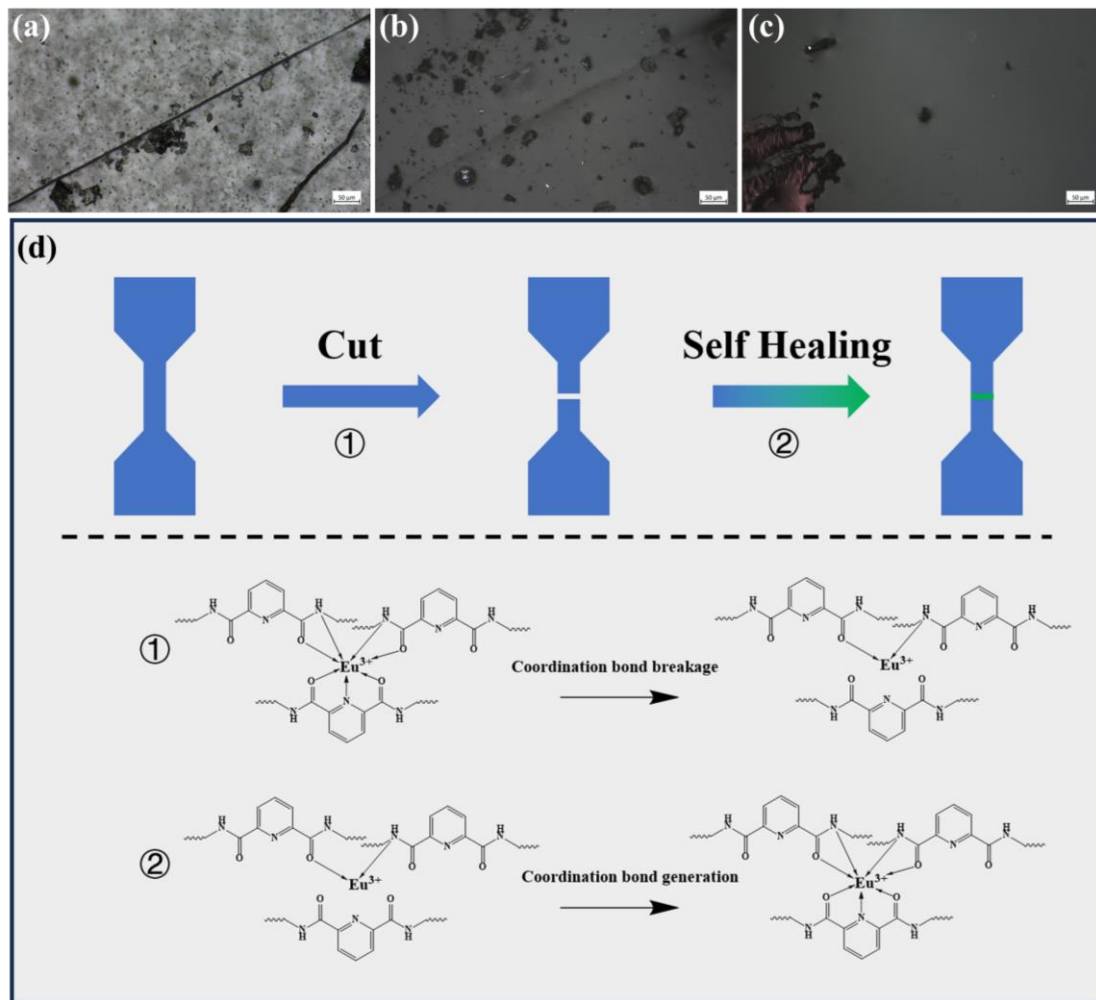 (a)
(b)
(c)
50 μm
50 μm
50 μm
(d)
Cut
Self Healing
①
②
①
H
N
N
O
O
H
N
H
N
N
O
O
H
N
Eu³⁺
O
O
N
N
H
N
H
Coordination bond breakage
H
N
N
O
O
H
N
H
N
N
O
O
H
N
Eu³⁺
O
O
N
N
H
N
H
②
H
N
N
O
O
H
N
H
N
N
O
O
H
N
Eu³⁺
O
O
N
N
H
N
H
Coordination bond generation
H
N
N
O
O
H
N
H
N
N
O
O
H
N
Eu³⁺
O
O
N
N
H
N
H